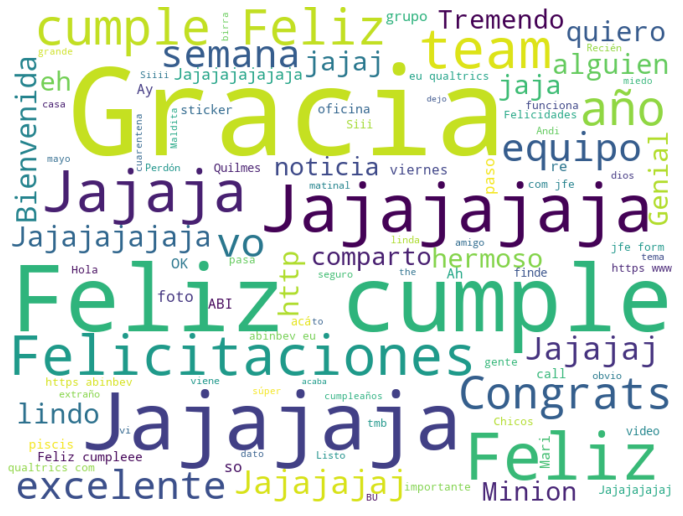 cumple Feliz
grupo
Tremendo
quiero
birra
Recién
grande
semana
jajaj
team
alguien
Siiii
Jajajajajaja
eu qualtrics
miedo
eh
Gracia
jaja
año
Bienvenida
Ay
casa
sticker
oficina
dejo
funciona
Felicidades
Siii
Maldita
cuarentena
Andi
equipo
Genial
mayo
Perdón
Quilmes
noticia
viernes
paso
re
com jfe
dios
matinal
Jajaja
Jajajajaja
Jajajajajaja
vo
linda
amigo
jfe form
tema
comparto
hermoso
https www
OK
pasa
http
Hola
seguro
the
Ah
finde
Feliz cumple
foto
ABI
acá
to
abinbev eu
Felicitaciones
Jajajaj
gente
call
obvio
https abinbev
viene
acaba
extraño
súper
cumpleaños
Congrats
lindo
Jajajaja
vi
tmb
Chicos
video
piscis
dato
Listo
Mari
Feliz
Feliz cumpleee
qualtrics com
so
excelente
Jajajajaj
BU
importante
Minion
Jajajajajaj